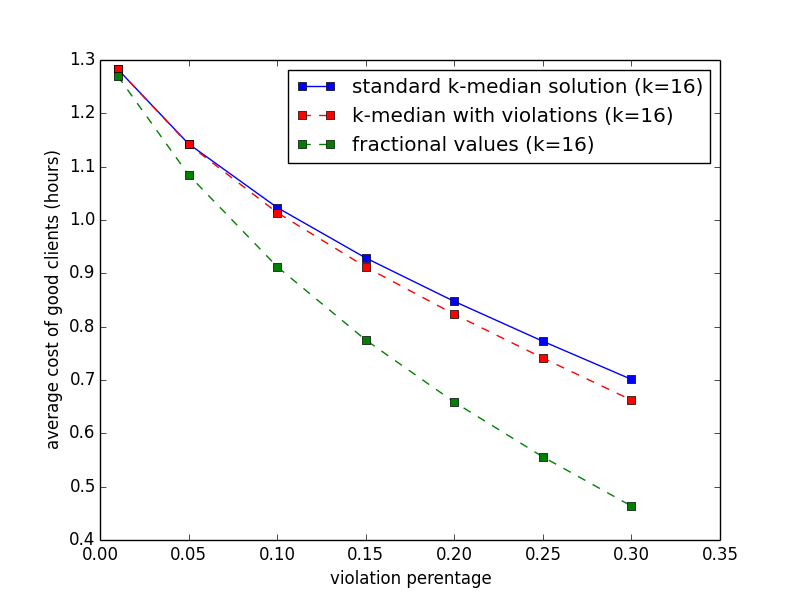 1.3
standard k-median solution (k=16)
k-median with violations (k=16)
fractional values (k=16)
1.2
1.1
1.0
0.9
0.8
0.7
0.6
0.5
0.4
average cost of good clients (hours)
0.00 0.05 0.10 0.15 0.20 0.25 0.30 0.35
violation perentage